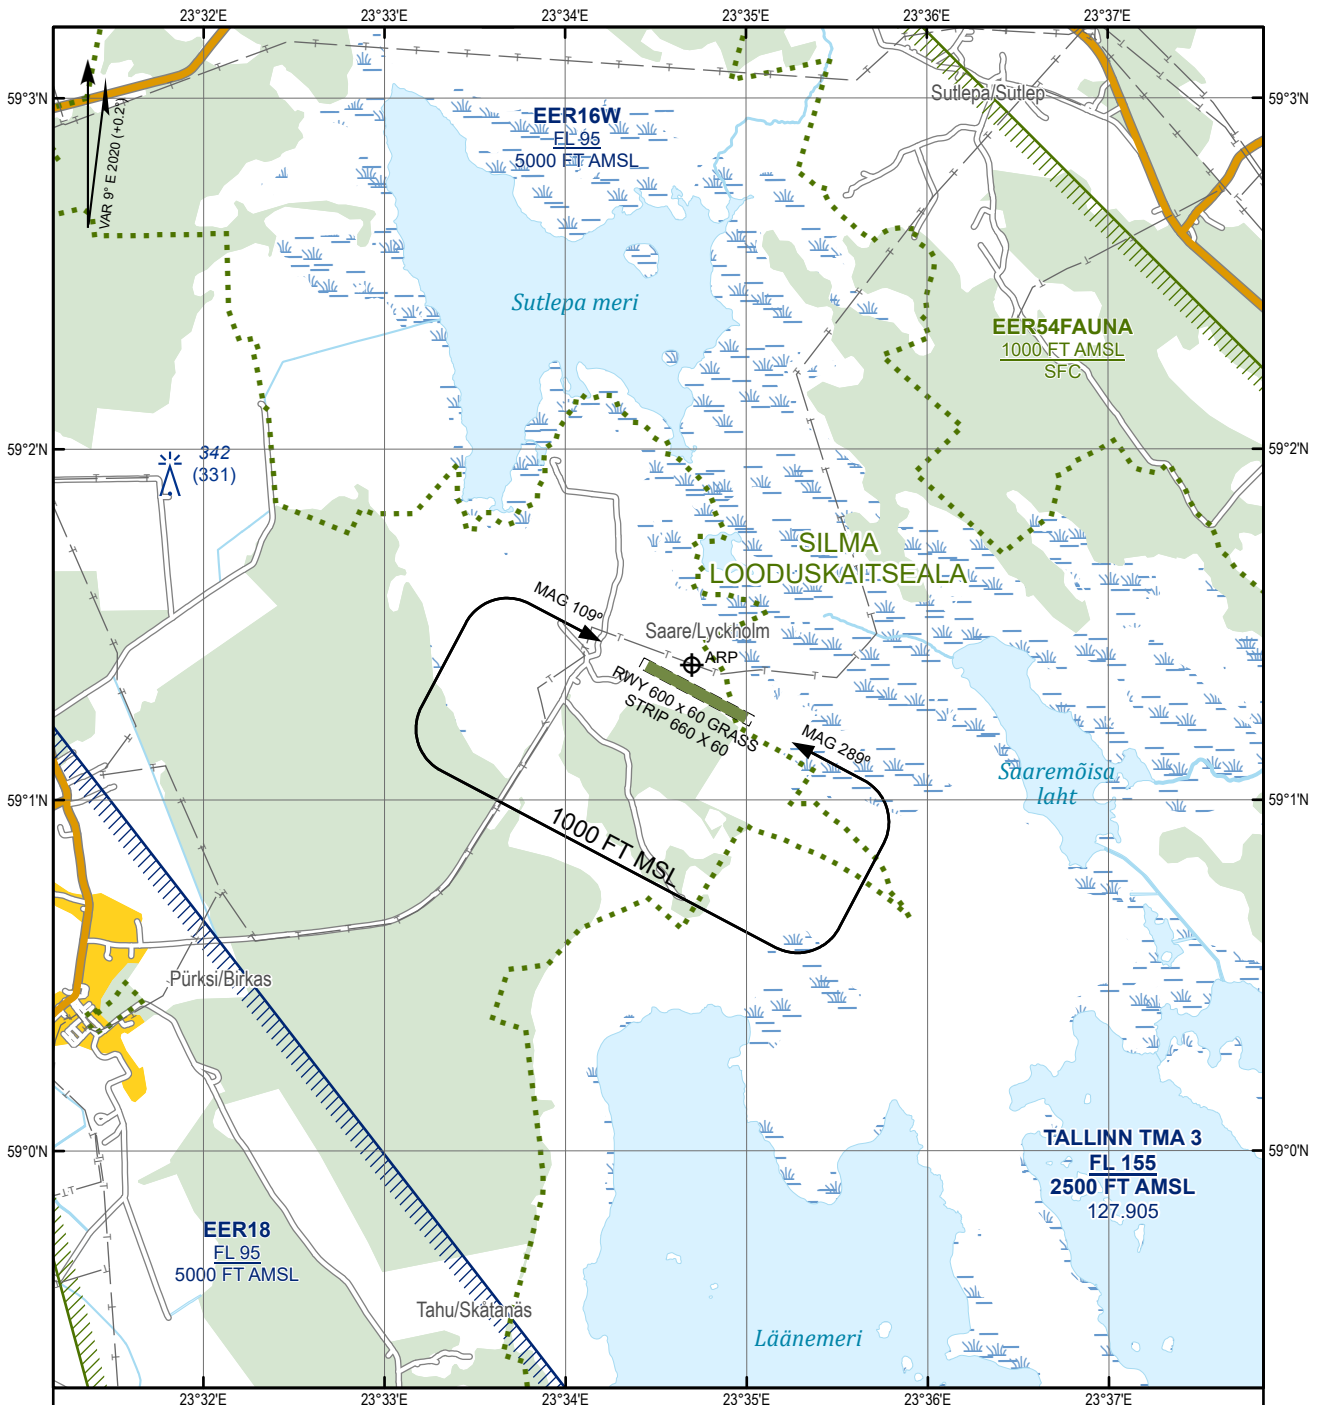 23°32'E
23°33'E
23°34'E
23°35'E
23°36'E
23°37'E
59°3'N
59°3'N
VAR 9° E 2020 (+0.2°)
EER16W
FL 95
5000 FT AMSL
Sutlepa/Sutlep
Sutlepa meri
EER54FAUNA
1000 FT AMSL
SFC
59°2'N
59°2'N
342
(331)
SILMA
LOODUSKAITSEALA
MAG 109°
Saare/Lyckholm
ARP
RWY 600 x 60 GRASS
STRIP 660 X 60
MAG 289°
Saaremõisa
laht
59°1'N
59°1'N
1000 FT MSL
Pürksi/Birkas
59°0'N
59°0'N
TALLINN TMA 3
FL 155
2500 FT AMSL
127.905
EER18
FL 95
5000 FT AMSL
Tahu/Skåtanäs
Läänemeri
23°32'E
23°33'E
23°34'E
23°35'E
23°36'E
23°37'E